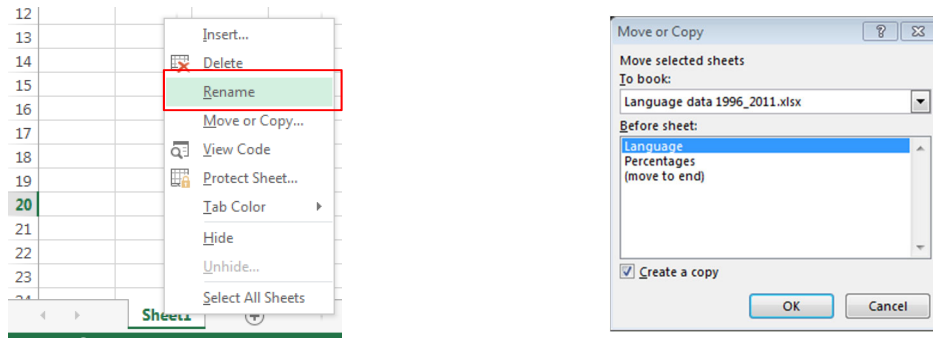 12
13
14
15
16
17
18
19
20
21
22
23
24
Insert...
Delete
Rename
Move or Copy...
View Code
Protect Sheet...
Tab Color
Hide
Unhide...
Select All Sheets
Sheet1
Move or Copy
Move selected sheets
To book:
Language data 1996_2011.xlsx
Before sheet:
Language
Percentages
(move to end)
Create a copy
OK Cancel